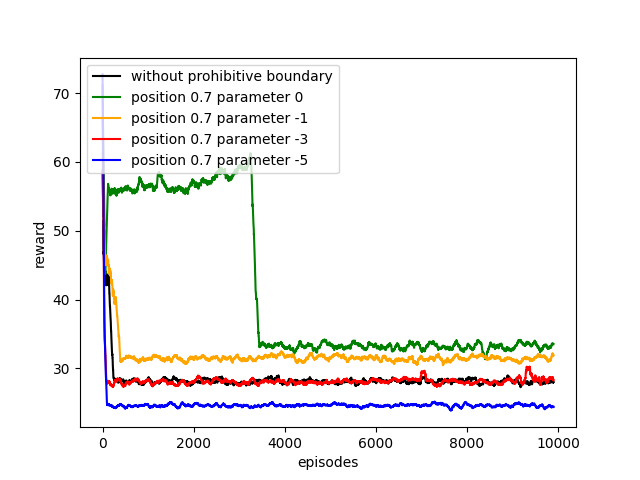 without prohibitive boundary
position 0.7 parameter 0
position 0.7 parameter -1
position 0.7 parameter -3
position 0.7 parameter -5
70
60
50
40
30
reward
0 2000 4000 6000 8000 10000
episodes